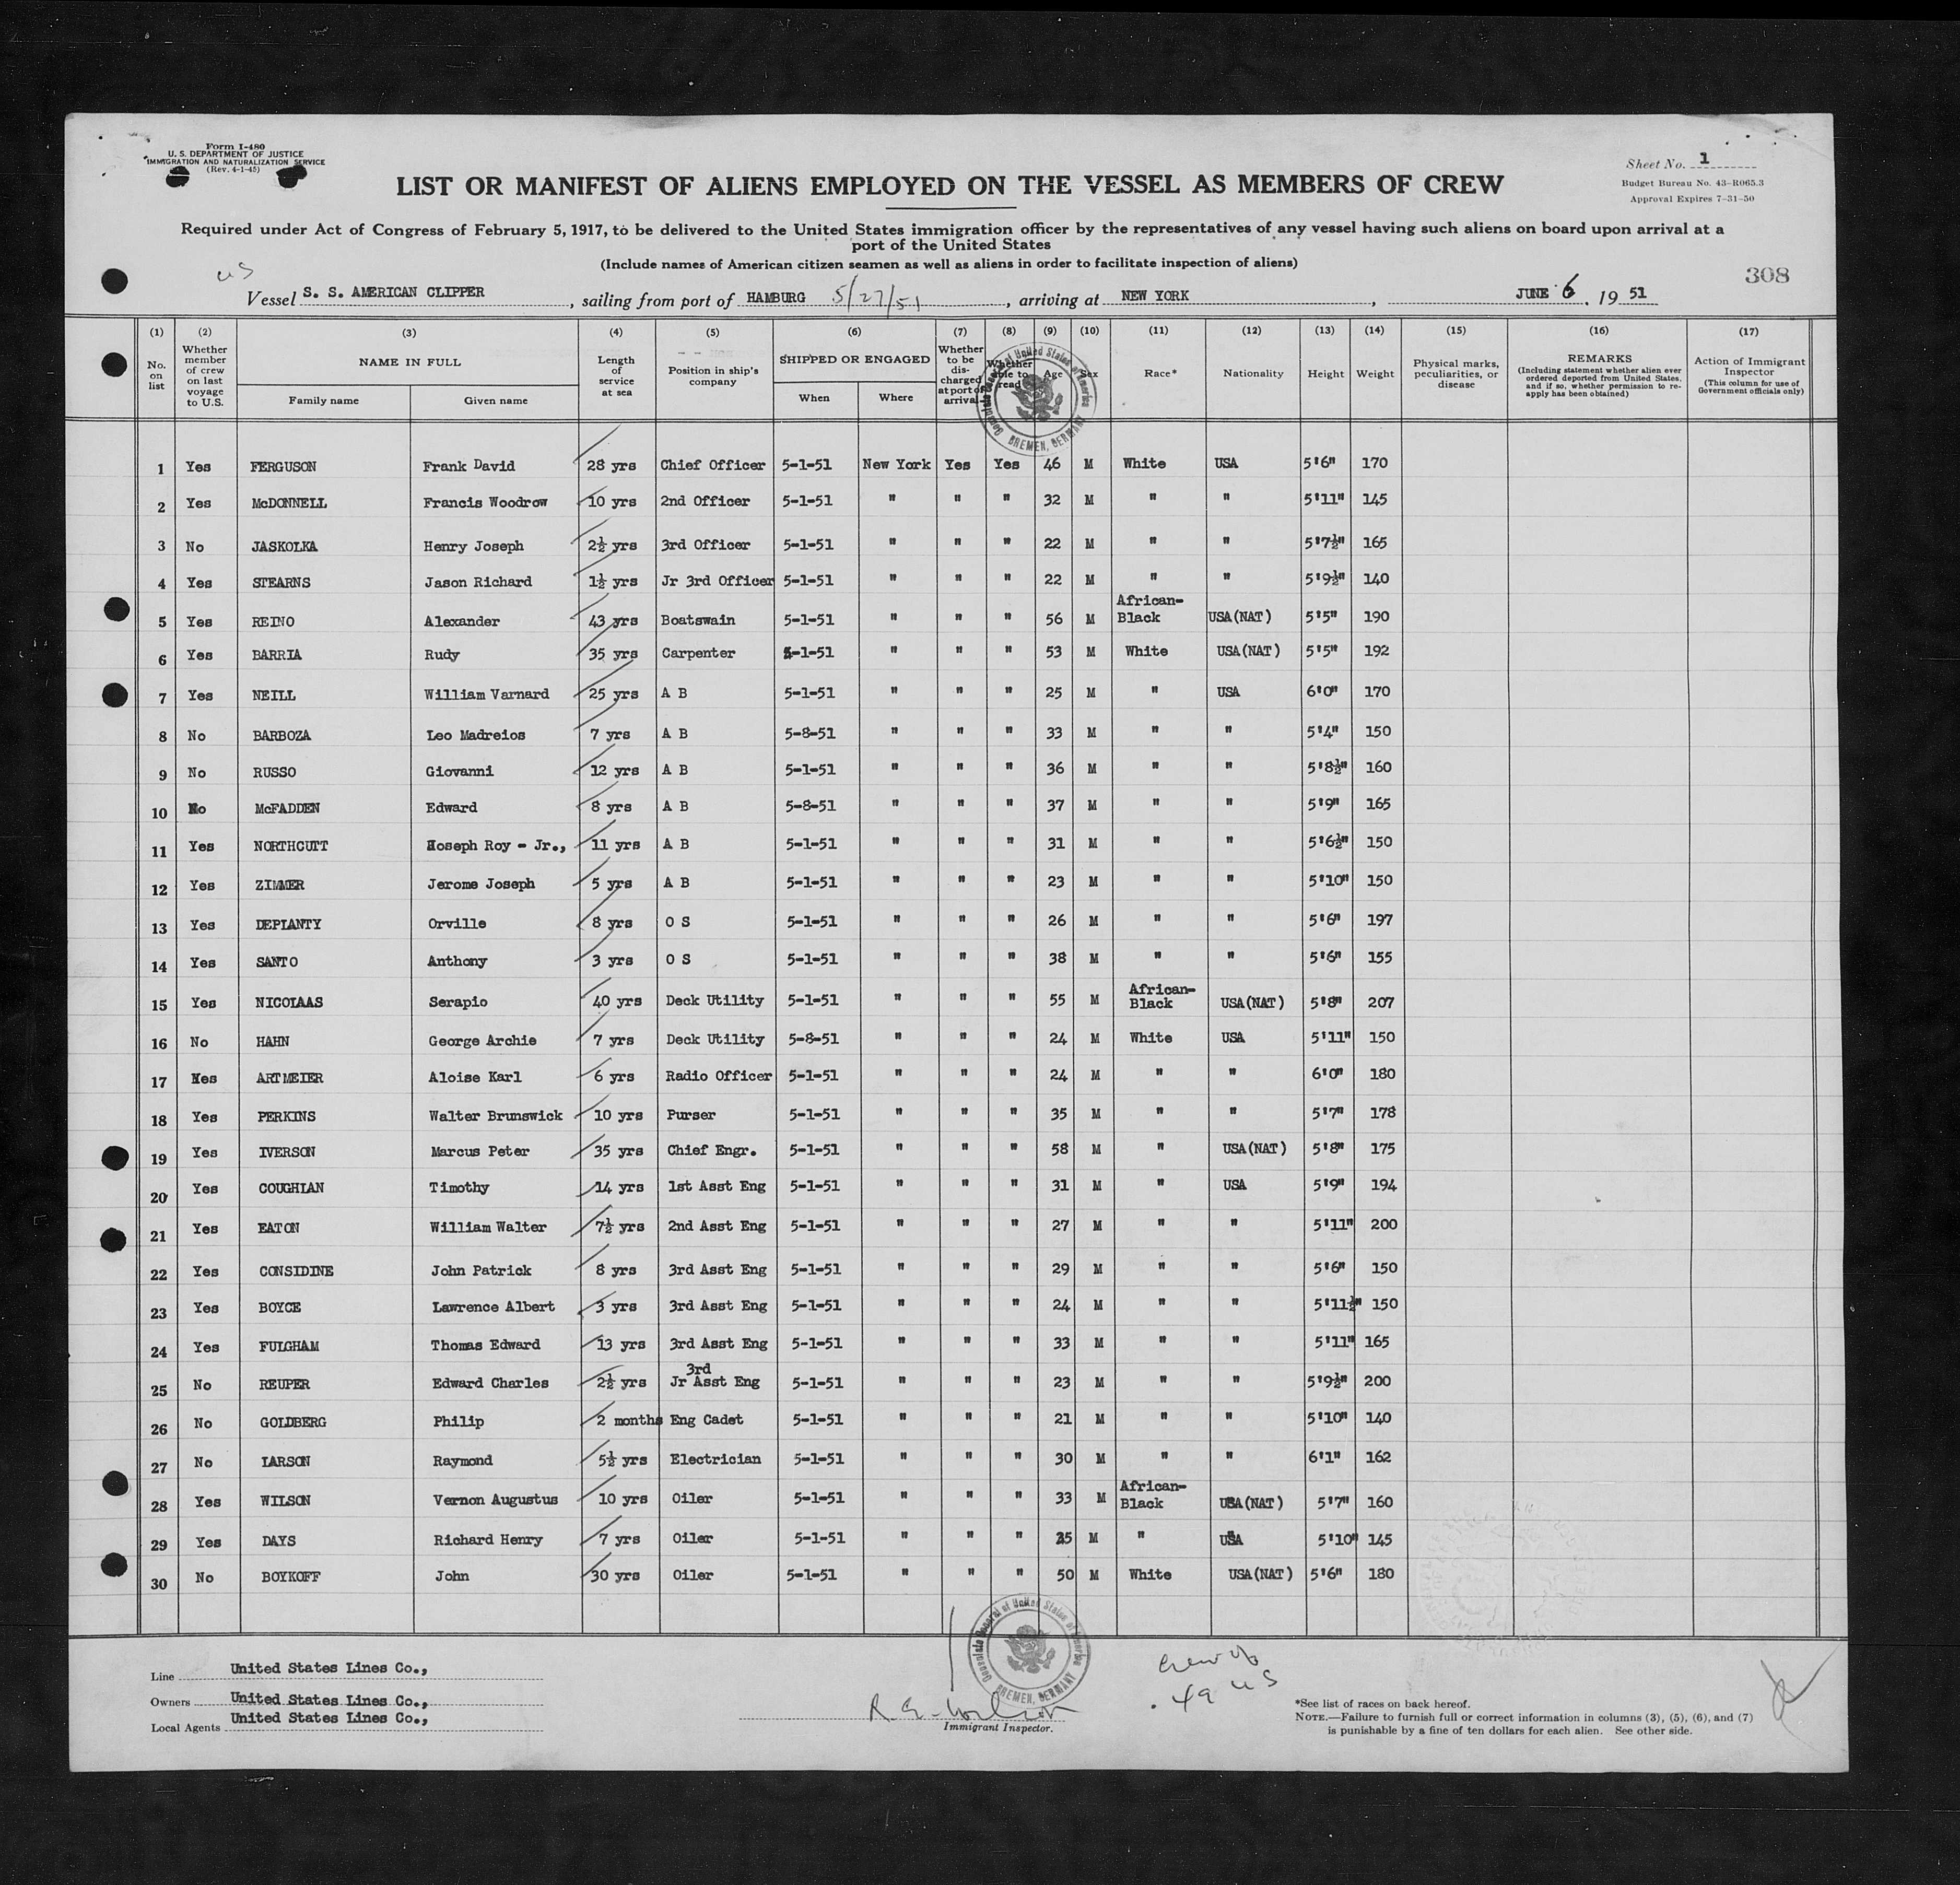 Form I-480
U. S. DEPARTMENT OF JUSTICE
IMMIGRATION AND NATURALIZATION SERVICE
(Rev. 4-1-45)
Sheet No. 1
Budget Bureau No. 43-R065.3
Approval Expires 7-31-50
LIST OR MANIFEST OF ALIENS EMPLOYED ON THE VESSEL AS MEMBERS OF CREW
Required under Act of Congress of February 5, 1917, to be delivered to the United States immigration officer by the representatives of any vessel having such aliens on board upon arrival at a
port of the United States
(Include names of American citizen seamen as well as aliens in order to facilitate inspection of aliens)
308
us
Vessel S. S. AMERICAN CLIPPER, sailing from port of HAMBURG 5/27/51, arriving at NEW YORK, JUNE 6, 19 51
(1) (2) (3) (4) (5) (6) (7) (8) (9) (10) (11) (12) (13) (14) (15) (16) (17)
No. on list
Whether member of crew on last voyage to U.S.
NAME IN FULL
Family name
Given name
Length of service at sea
Position in ship's company
SHIPPED OR ENGAGED
When
Where
Whether to be discharged at port of arrival
Whether able to read
Age
Sex
Race*
Nationality
Height
Weight
Physical marks, peculiarities, or disease
REMARKS
(Including statement whether alien ever ordered deported from United States, and if so, whether permission to re-apply has been obtained)
Action of Immigrant Inspector
(This column for use of Government officials only)
Consulate General of United States of America
BREMEN, GERMANY
1 Yes FERGUSON Frank David 28 yrs Chief Officer 5-1-51 New York Yes Yes 46 M White USA 5'6" 170
2 Yes McDONNELL Francis Woodrow 10 yrs 2nd Officer 5-1-51 " " " 32 M " " 5'11" 145
3 No JASKOLKA Henry Joseph 2½ yrs 3rd Officer 5-1-51 " " " 22 M " " 5'7½" 165
4 Yes STEARNS Jason Richard 1½ yrs Jr 3rd Officer 5-1-51 " " " 22 M " " 5'9½" 140
5 Yes REINO Alexander 43 yrs Boatswain 5-1-51 " " " 56 M African-Black USA(NAT) 5'5" 190
6 Yes BARRIA Rudy 35 yrs Carpenter 5-1-51 " " " 53 M White USA(NAT) 5'5" 192
7 Yes NEILL William Varnard 25 yrs A B 5-1-51 " " " 25 M " USA 6'0" 170
8 No BARBOZA Leo Madreios 7 yrs A B 5-8-51 " " " 33 M " " 5'4" 150
9 No RUSSO Giovanni 12 yrs A B 5-1-51 " " " 36 M " " 5'8½" 160
10 No McFADDEN Edward 8 yrs A B 5-8-51 " " " 37 M " " 5'9" 165
11 Yes NORTHCUTT Joseph Roy - Jr., 11 yrs A B 5-1-51 " " " 31 M " " 5'6½" 150
12 Yes ZIMMER Jerome Joseph 5 yrs A B 5-1-51 " " " 23 M " " 5'10" 150
13 Yes DEPLANTY Orville 8 yrs O S 5-1-51 " " " 26 M " " 5'6" 197
14 Yes SANTO Anthony 3 yrs O S 5-1-51 " " " 38 M " " 5'6" 155
15 Yes NICOLAAS Serapio 40 yrs Deck Utility 5-1-51 " " " 55 M African-Black USA(NAT) 5'8" 207
16 No HAHN George Archie 7 yrs Deck Utility 5-8-51 " " " 24 M White USA 5'11" 150
17 Yes ARTMEIER Aloise Karl 6 yrs Radio Officer 5-1-51 " " " 24 M " " 6'0" 180
18 Yes PERKINS Walter Brunswick 10 yrs Purser 5-1-51 " " " 35 M " " 5'7" 178
19 Yes IVERSON Marcus Peter 35 yrs Chief Engr. 5-1-51 " " " 58 M " USA(NAT) 5'8" 175
20 Yes COUGHLAN Timothy 14 yrs 1st Asst Eng 5-1-51 " " " 31 M " USA 5'9" 194
21 Yes EATON William Walter 7½ yrs 2nd Asst Eng 5-1-51 " " " 27 M " " 5'11" 200
22 Yes CONSIDINE John Patrick 8 yrs 3rd Asst Eng 5-1-51 " " " 29 M " " 5'6" 150
23 Yes BOYCE Lawrence Albert 3 yrs 3rd Asst Eng 5-1-51 " " " 24 M " " 5'11½" 150
24 Yes FULGHAM Thomas Edward 13 yrs 3rd Asst Eng 5-1-51 " " " 33 M " " 5'11" 165
25 No REUPER Edward Charles 2½ yrs Jr 3rd Asst Eng 5-1-51 " " " 23 M " " 5'9½" 200
26 No GOLDBERG Philip 2 months Eng Cadet 5-1-51 " " " 21 M " " 5'10" 140
27 No LARSON Raymond 5½ yrs Electrician 5-1-51 " " " 30 M " " 6'1" 162
28 Yes WILSON Vernon Augustus 10 yrs Oiler 5-1-51 " " " 33 M African-Black USA(NAT) 5'7" 160
29 Yes DAYS Richard Henry 7 yrs Oiler 5-1-51 " " " 25 M " USA 5'10" 145
30 No BOYKOFF John 30 yrs Oiler 5-1-51 " " " 50 M White USA(NAT) 5'6" 180
Consulate General of United States of America
BREMEN, GERMANY
Line United States Lines Co.,
Owners United States Lines Co.,
Local Agents United States Lines Co.,
R. E. Wilson
Immigrant Inspector.
49 US
*See list of races on back hereof.
NOTE.—Failure to furnish full or correct information in columns (3), (5), (6), and (7)
is punishable by a fine of ten dollars for each alien. See other side.